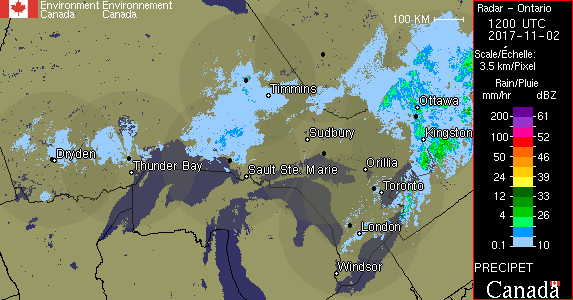 Environment Environnement
Canada Canada
100 KM
Timmins
Ottawa
Sudbury
Kingston
Dryden
Thunder Bay
Sault Ste. Marie
Orillia
Toronto
London
Windsor
Radar - Ontario
1200 UTC
2017-11-02
Scale/Échelle:
3.5 km/Pixel
Rain/Pluie
mm/hr dBZ
200 61
100 52
50 46
24 39
12 33
4 26
0.1 10
PRECIPET
Canada